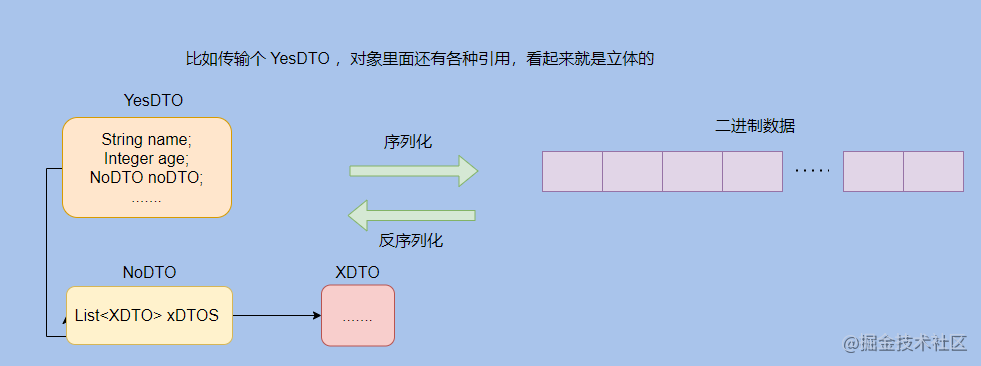 比如传输个 YesDTO ，对象里面还有各种引用，看起来就是立体的
YesDTO
String name;
Integer age;
NoDTO noDTO;
.......
序列化
反序列化
二进制数据
.....
NoDTO
List<XDTO> xDTOS
XDTO
.......
@掘金技术社区